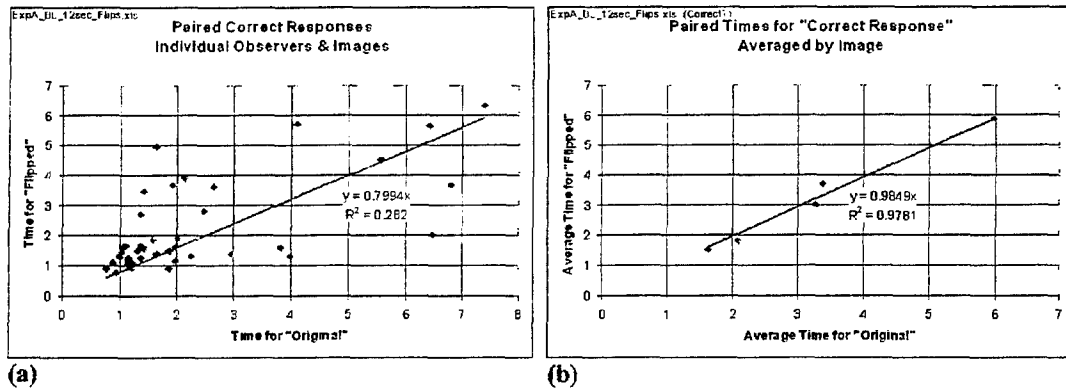 ExpA_BL_12sec_Flips.xls
Paired Correct Responses
Individual Observers & Images
Time for "Flipped"
7
6
5
4
3
2
1
0
y = 0.7994x
R² = 0.282
0 1 2 3 4 5 6 7 8
Time for "Original"
(a)
ExpA_BL_12sec_Flips.xls (Correct)
Paired Times for "Correct Response"
Averaged by Image
Average Time for "Flipped"
7
6
5
4
3
2
1
0
y = 0.9849x
R² = 0.9781
0 1 2 3 4 5 6 7
Average Time for "Original"
(b)